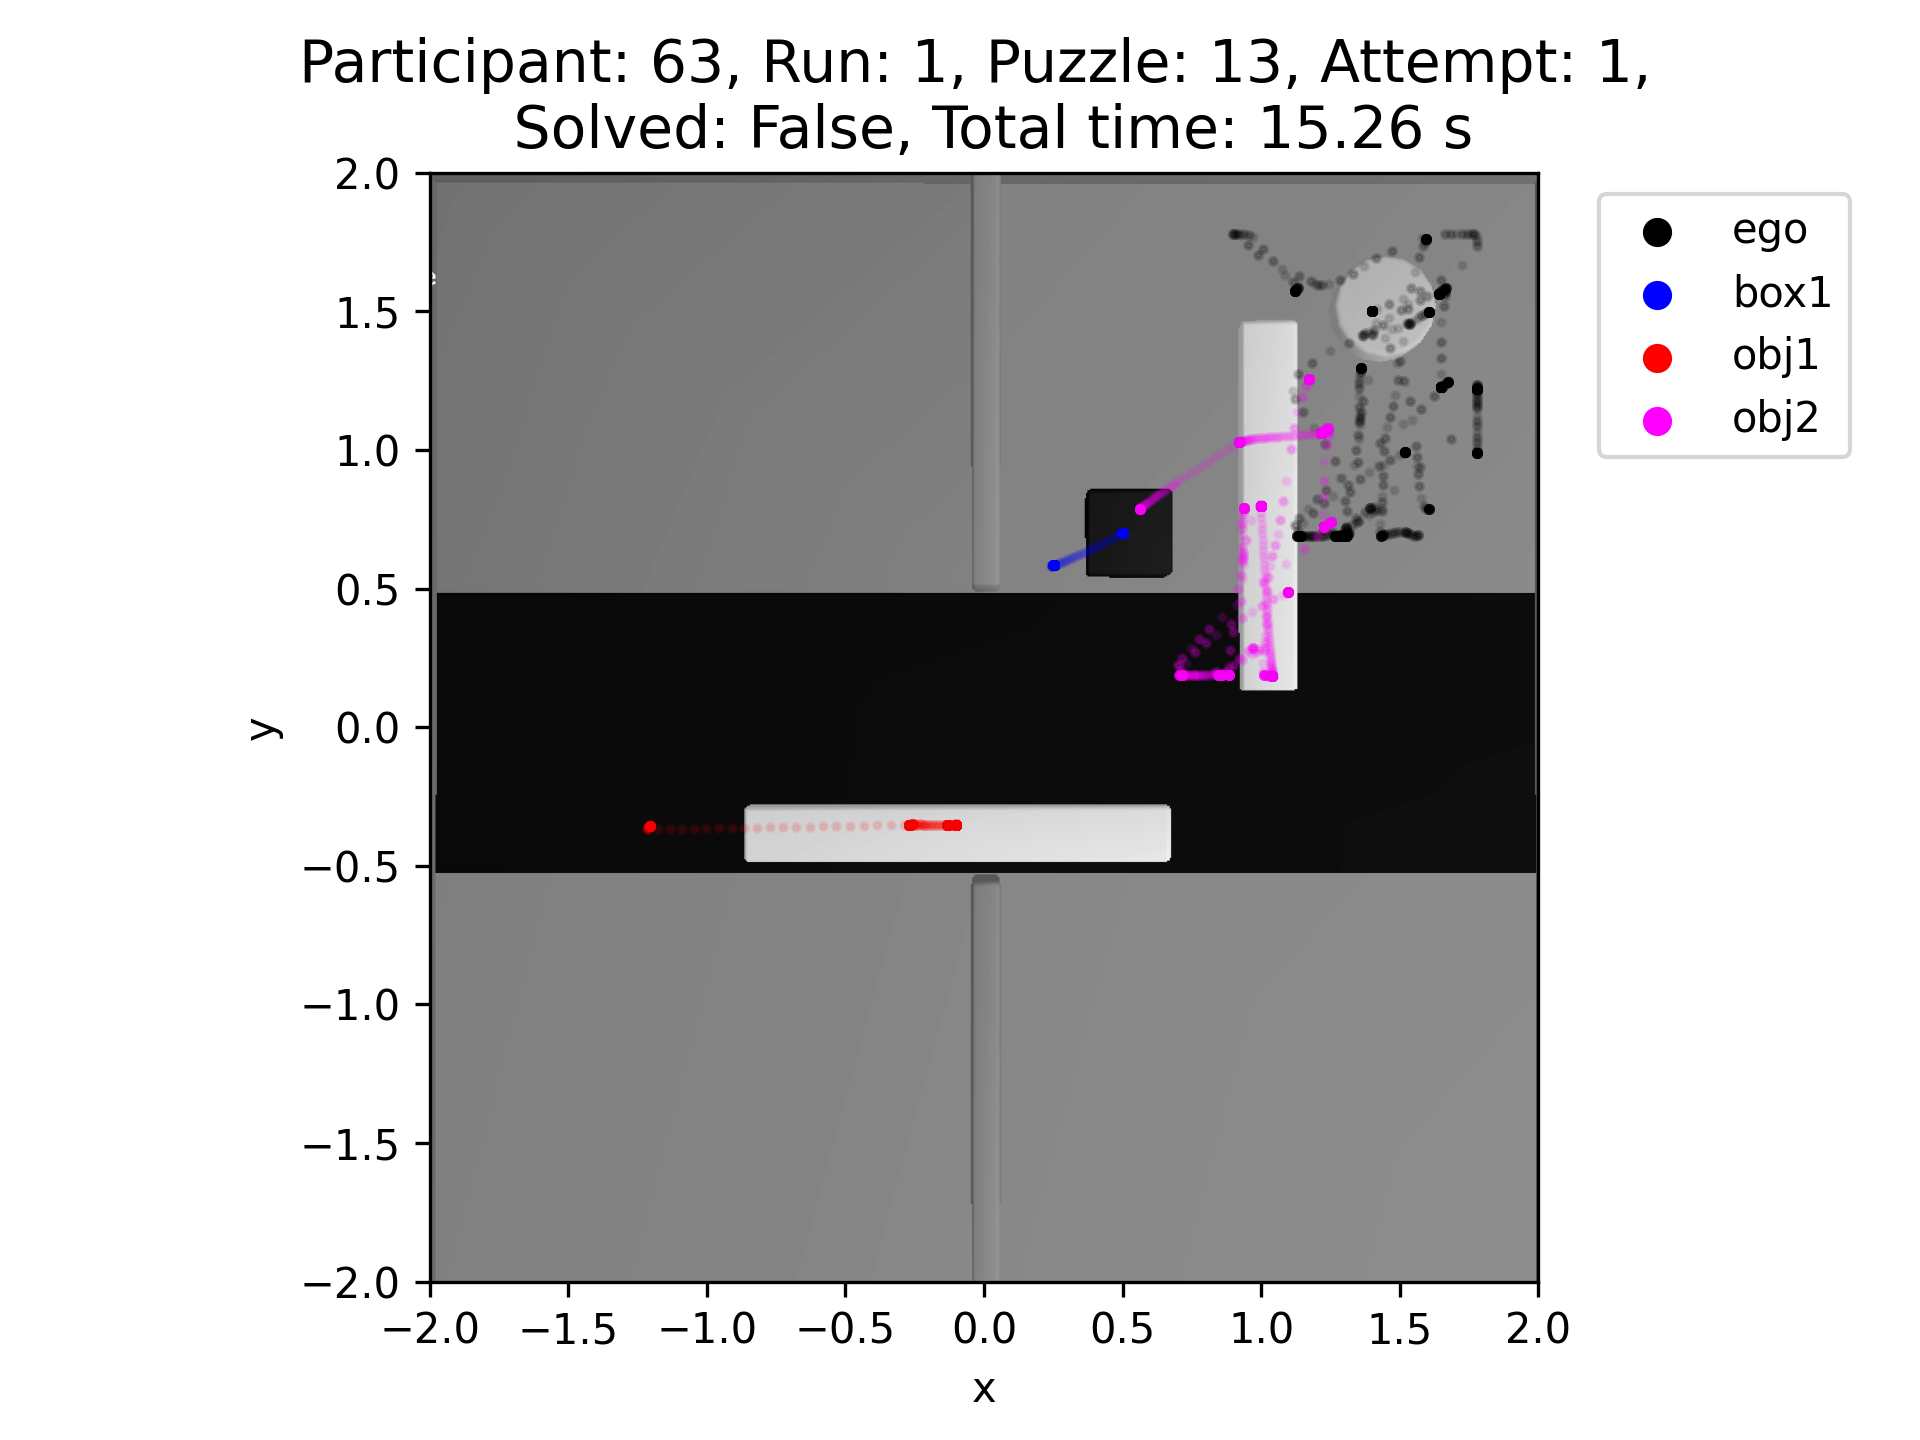 Participant: 63, Run: 1, Puzzle: 13, Attempt: 1,
Solved: False, Total time: 15.26 s
2.0
1.5
1.0
0.5
0.0
−0.5
−1.0
−1.5
−2.0
y
−2.0 −1.5 −1.0 −0.5 0.0 0.5 1.0 1.5 2.0
x
ego
box1
obj1
obj2